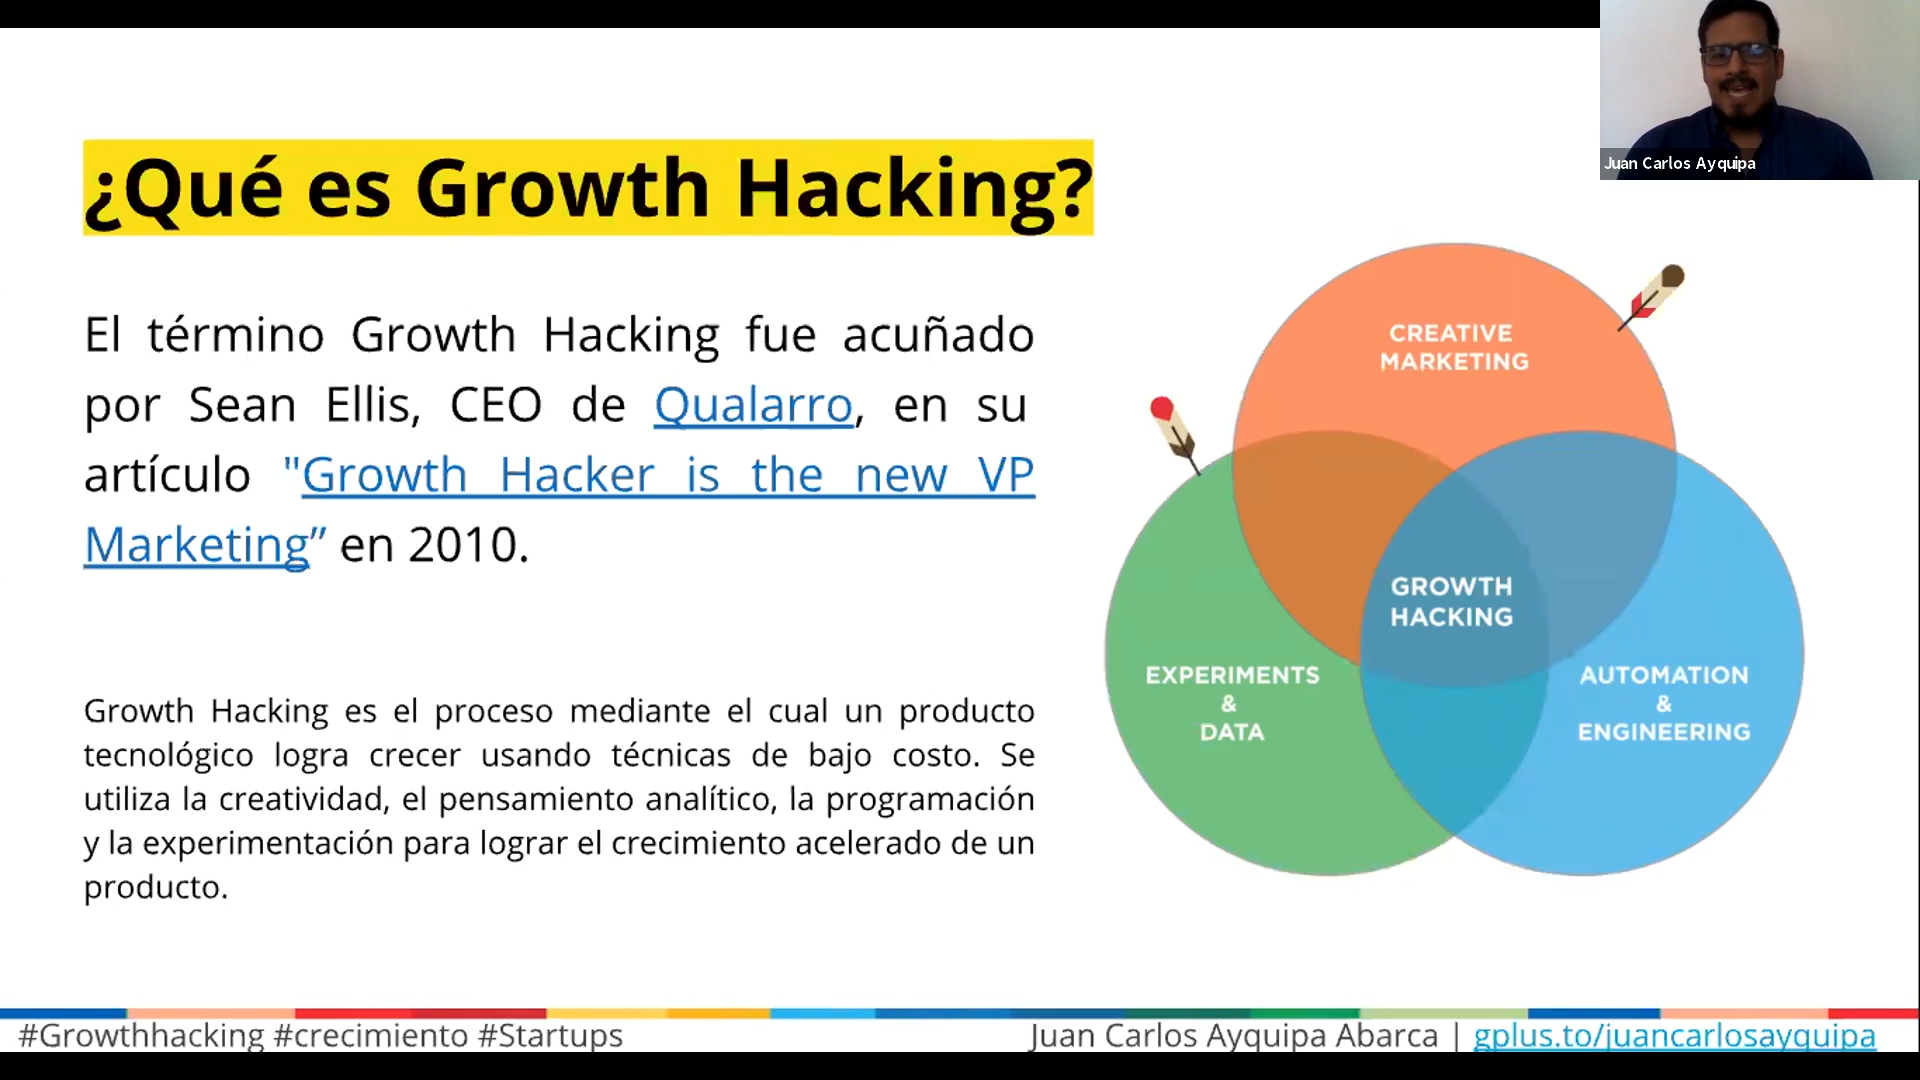 Juan Carlos Ayquipa
¿Qué es Growth Hacking?
El término Growth Hacking fue acuñado
por Sean Ellis, CEO de Qualarro, en su
artículo "Growth Hacker is the new VP
Marketing” en 2010.
Growth Hacking es el proceso mediante el cual un producto
tecnológico logra crecer usando técnicas de bajo costo. Se
utiliza la creatividad, el pensamiento analítico, la programación
y la experimentación para lograr el crecimiento acelerado de un
producto.
CREATIVE
MARKETING
GROWTH
HACKING
EXPERIMENTS
&
DATA
AUTOMATION
&
ENGINEERING
#Growthhacking #crecimiento #Startups
Juan Carlos Ayquipa Abarca | gplus.to/juancarlosayquipa